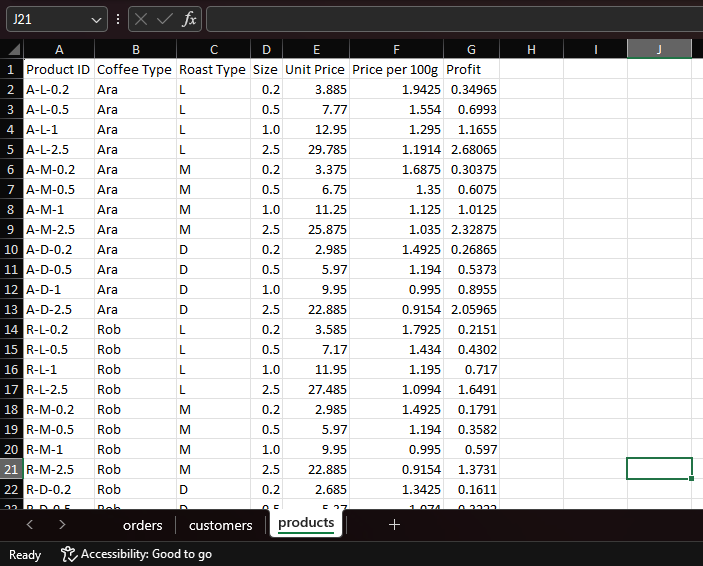 J21 fx
A B C D E F G H I J
1 Product ID Coffee Type Roast Type Size Unit Price Price per 100g Profit
2 A-L-0.2 Ara L 0.2 3.885 1.9425 0.34965
3 A-L-0.5 Ara L 0.5 7.77 1.554 0.6993
4 A-L-1 Ara L 1.0 12.95 1.295 1.1655
5 A-L-2.5 Ara L 2.5 29.785 1.1914 2.68065
6 A-M-0.2 Ara M 0.2 3.375 1.6875 0.30375
7 A-M-0.5 Ara M 0.5 6.75 1.35 0.6075
8 A-M-1 Ara M 1.0 11.25 1.125 1.0125
9 A-M-2.5 Ara M 2.5 25.875 1.035 2.32875
10 A-D-0.2 Ara D 0.2 2.985 1.4925 0.26865
11 A-D-0.5 Ara D 0.5 5.97 1.194 0.5373
12 A-D-1 Ara D 1.0 9.95 0.995 0.8955
13 A-D-2.5 Ara D 2.5 22.885 0.9154 2.05965
14 R-L-0.2 Rob L 0.2 3.585 1.7925 0.2151
15 R-L-0.5 Rob L 0.5 7.17 1.434 0.4302
16 R-L-1 Rob L 1.0 11.95 1.195 0.717
17 R-L-2.5 Rob L 2.5 27.485 1.0994 1.6491
18 R-M-0.2 Rob M 0.2 2.985 1.4925 0.1791
19 R-M-0.5 Rob M 0.5 5.97 1.194 0.3582
20 R-M-1 Rob M 1.0 9.95 0.995 0.597
21 R-M-2.5 Rob M 2.5 22.885 0.9154 1.3731
22 R-D-0.2 Rob D 0.2 2.685 1.3425 0.1611
23 R-D-0.5 Rob D 0.5 5.37 1.074 0.3222
orders customers products
Ready Accessibility: Good to go